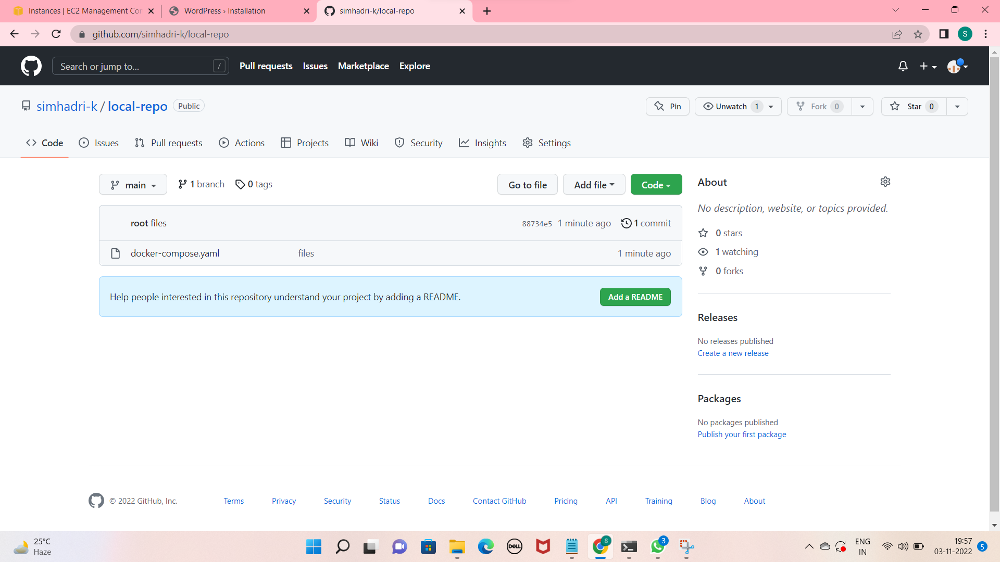 Instances | EC2 Management Con
WordPress › Installation
simhadri-k/local-repo
github.com/simhadri-k/local-repo
S
Search or jump to...
/
Pull requests
Issues
Marketplace
Explore
simhadri-k / local-repo
Public
Pin
Unwatch 1
Fork 0
Star 0
Code
Issues
Pull requests
Actions
Projects
Wiki
Security
Insights
Settings
main
1 branch
0 tags
Go to file
Add file
Code
root files
88734e5 1 minute ago
1 commit
docker-compose.yaml
files
1 minute ago
Help people interested in this repository understand your project by adding a README.
Add a README
About
No description, website, or topics provided.
0 stars
1 watching
0 forks
Releases
No releases published
Create a new release
Packages
No packages published
Publish your first package
© 2022 GitHub, Inc.
Terms
Privacy
Security
Status
Docs
Contact GitHub
Pricing
API
Training
Blog
About
25°C
Haze
DELL
S
3
ENG
IN
19:57
03-11-2022
5